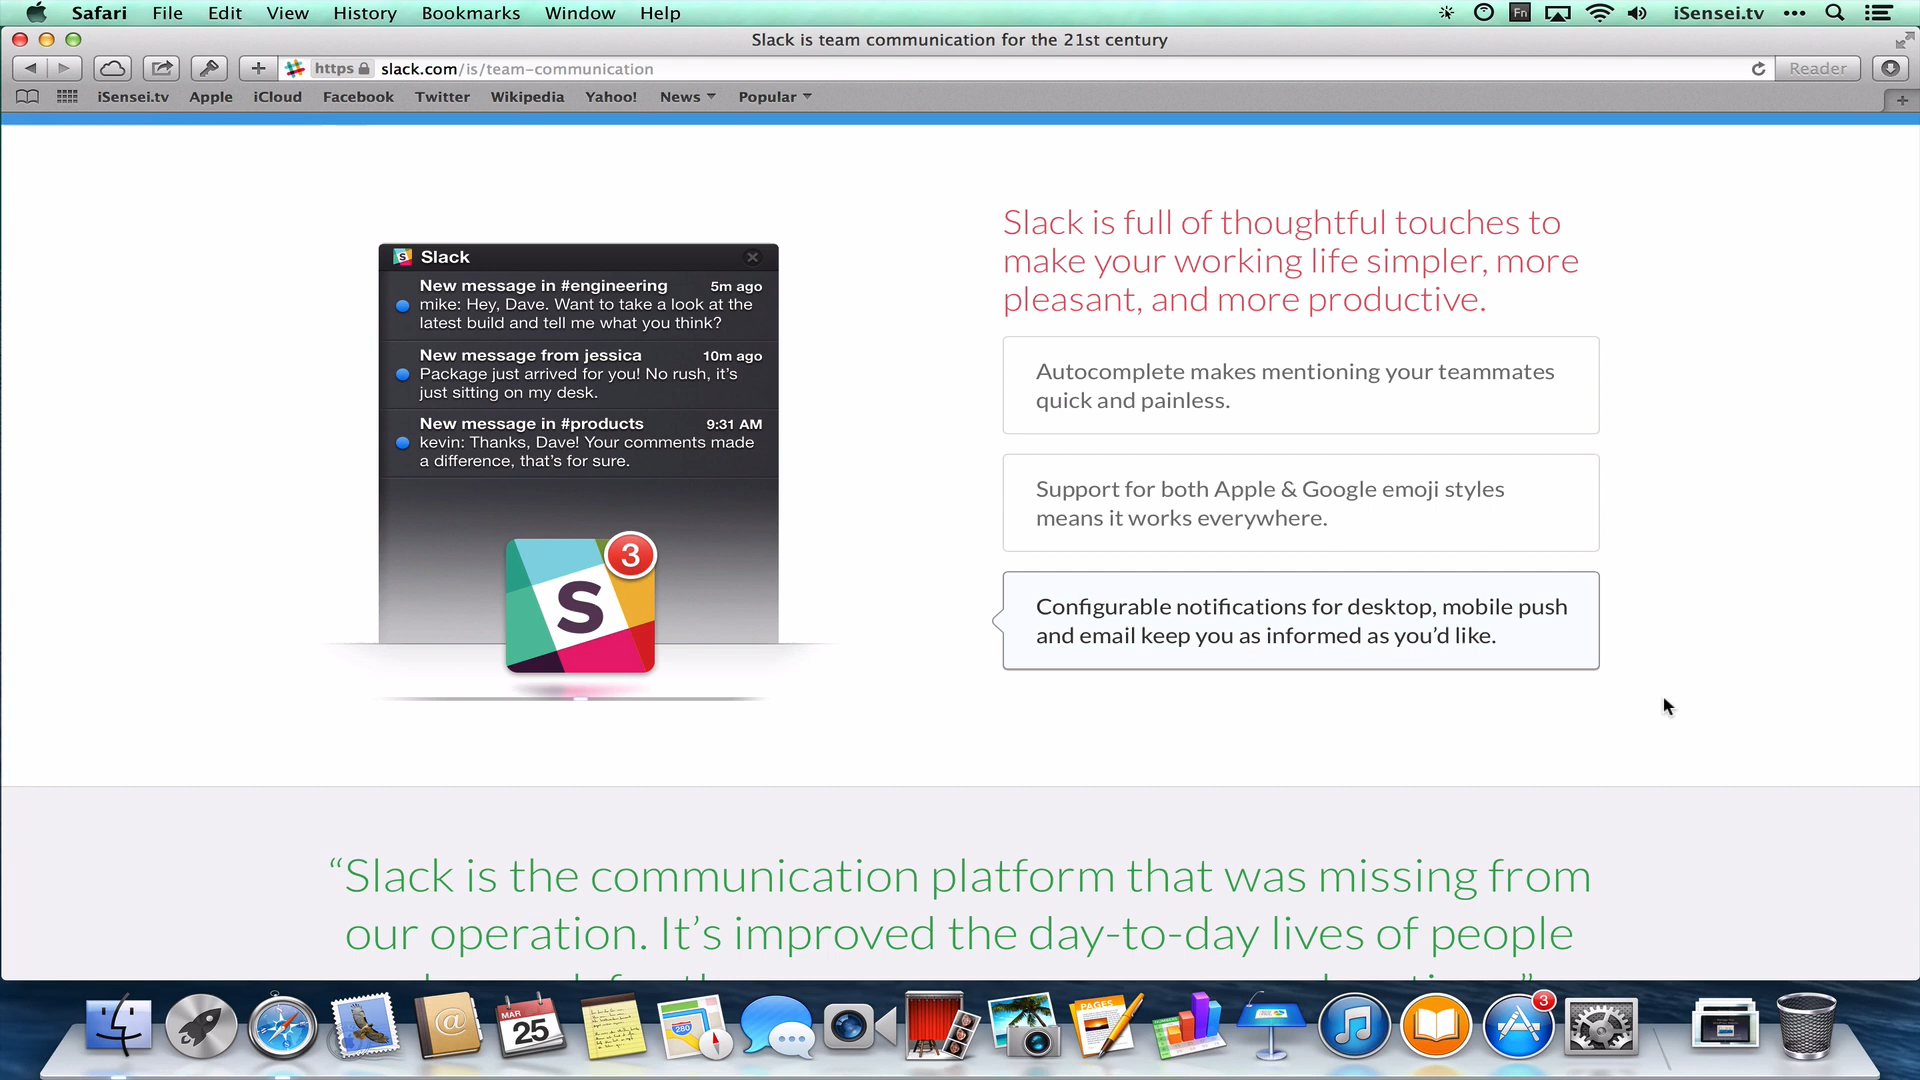 Safari File Edit View History Bookmarks Window Help
Fn
iSensei.tv
Slack is team communication for the 21st century
https slack.com/is/team-communication
Reader
iSensei.tv Apple iCloud Facebook Twitter Wikipedia Yahoo! News Popular
Slack
New message in #engineering 5m ago
mike: Hey, Dave. Want to take a look at the
latest build and tell me what you think?
New message from jessica 10m ago
Package just arrived for you! No rush, it's
just sitting on my desk.
New message in #products 9:31 AM
kevin: Thanks, Dave! Your comments made
a difference, that's for sure.
S
3
Slack is full of thoughtful touches to
make your working life simpler, more
pleasant, and more productive.
Autocomplete makes mentioning your teammates
quick and painless.
Support for both Apple & Google emoji styles
means it works everywhere.
Configurable notifications for desktop, mobile push
and email keep you as informed as you’d like.
“Slack is the communication platform that was missing from
our operation. It’s improved the day-to-day lives of people
MAR
25
280
PAGES
3